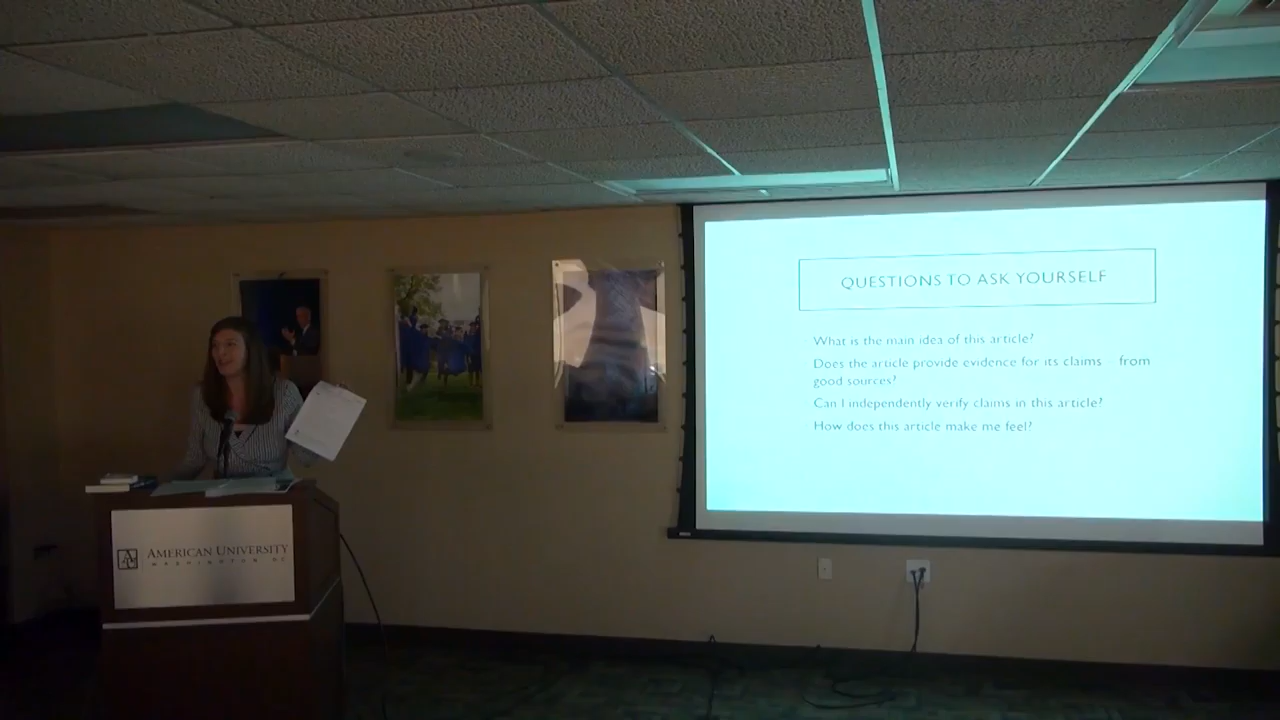 QUESTIONS TO ASK YOURSELF
What is the main idea of this article?
Does the article provide evidence for its claims – from
good sources?
Can I independently verify claims in this article?
How does this article make me feel?
AMERICAN UNIVERSITY
WASHINGTON DC